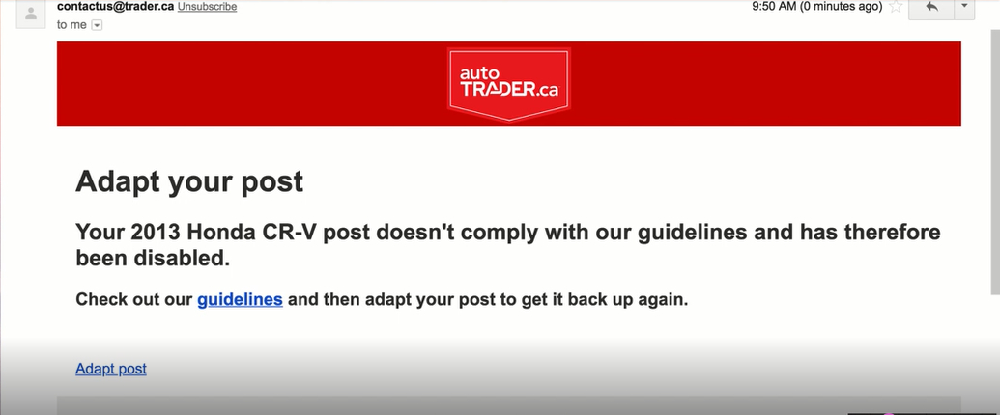 contactus@trader.ca Unsubscribe
9:50 AM (0 minutes ago)
to me
auto
TRADER.ca
Adapt your post
Your 2013 Honda CR-V post doesn't comply with our guidelines and has therefore
been disabled.
Check out our guidelines and then adapt your post to get it back up again.
Adapt post